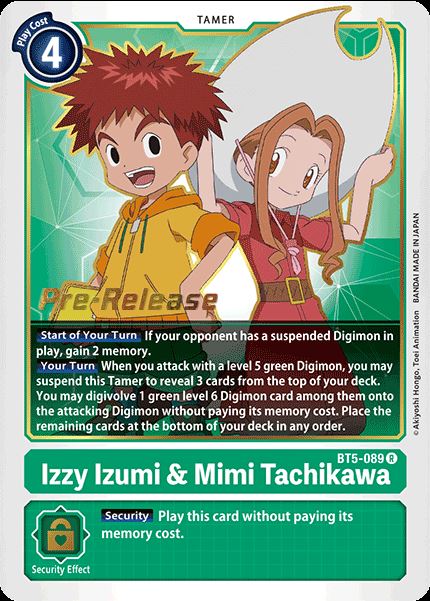 TAMER
Play Cost
4
Pre-Release
Start of Your Turn If your opponent has a suspended Digimon in
play, gain 2 memory.
Your Turn When you attack with a level 5 green Digimon, you may
suspend this Tamer to reveal 3 cards from the top of your deck.
You may digivolve 1 green level 6 Digimon card among them onto
the attacking Digimon without paying its memory cost. Place the
remaining cards at the bottom of your deck in any order.
©Akiyoshi Hongo, Toei Animation BANDAI MADE IN JAPAN
BT5-089 R
Izzy Izumi & Mimi Tachikawa
Security Play this card without paying its
memory cost.
Security Effect